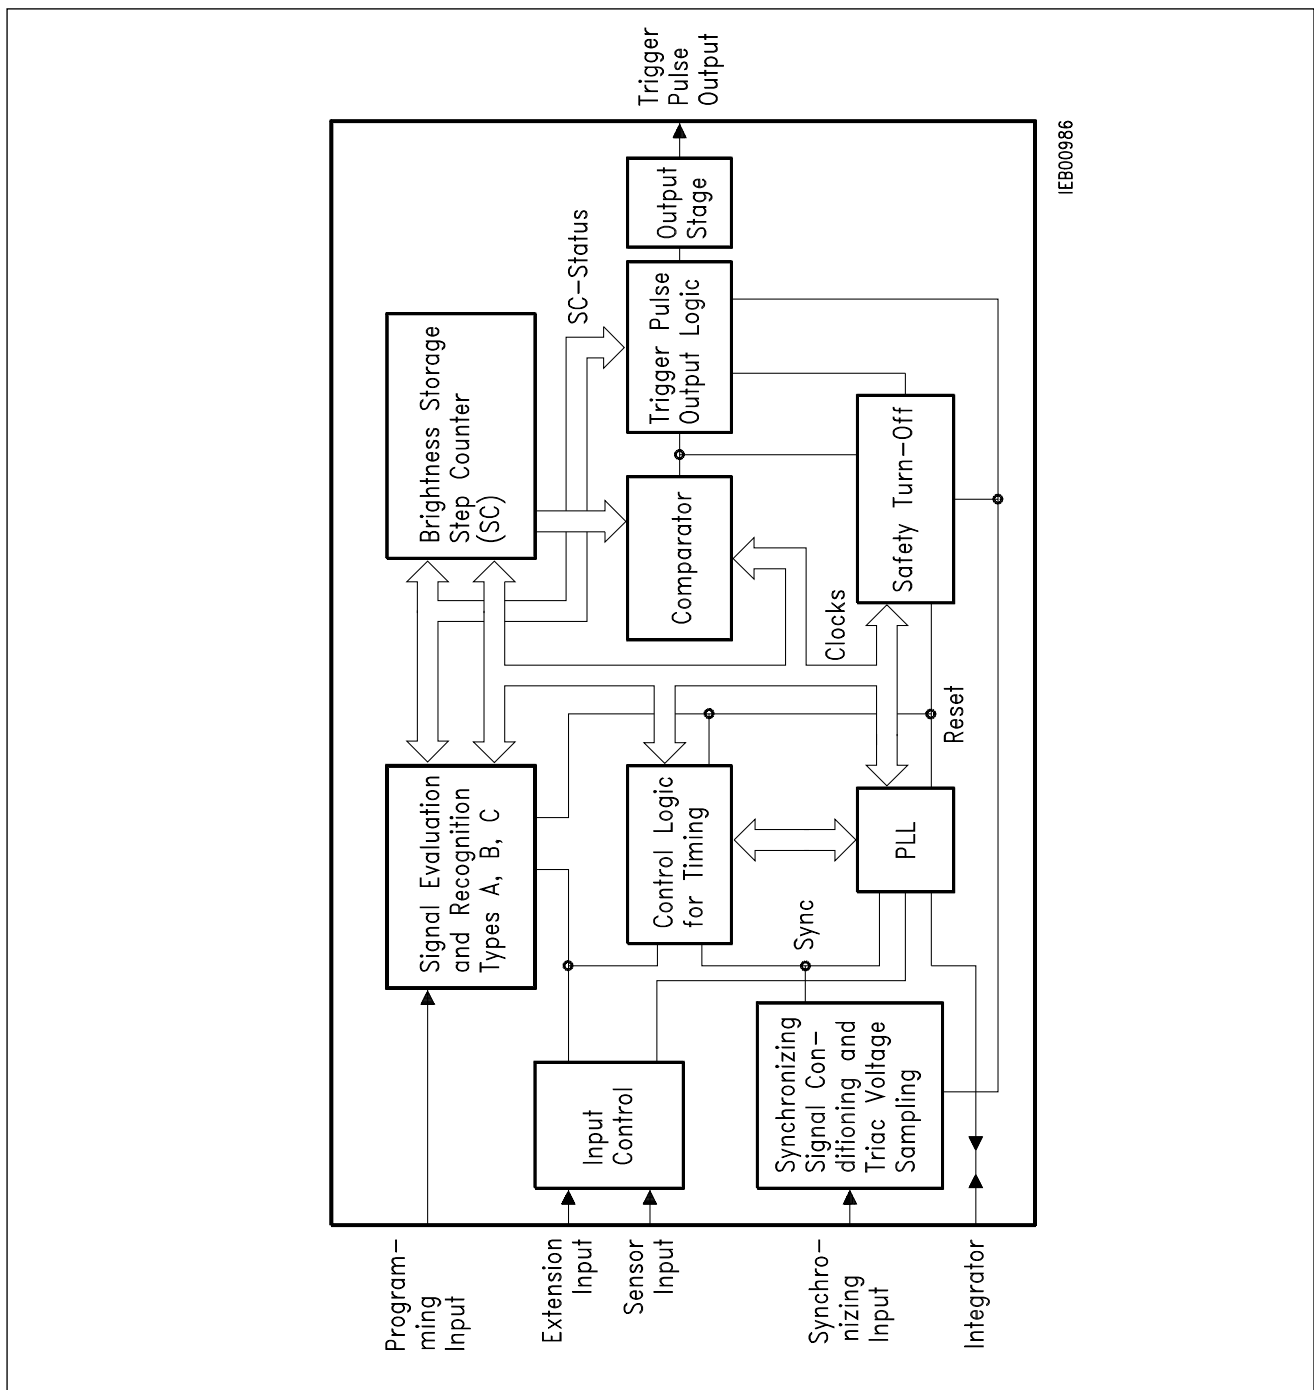 Program-
ming
Input
Extension
Input
Sensor
Input
Synchro-
nizing
Input
Integrator
Signal Evaluation
and Recognition
Types A, B, C
Brightness Storage
Step Counter
(SC)
SC-Status
Input
Control
Control Logic
for Timing
Comparator
Trigger Pulse
Output Logic
Output
Stage
Trigger
Pulse
Output
Synchronizing
Signal Con-
ditioning and
Triac Voltage
Sampling
Sync
PLL
Clocks
Reset
Safety Turn-Off
IEB00986